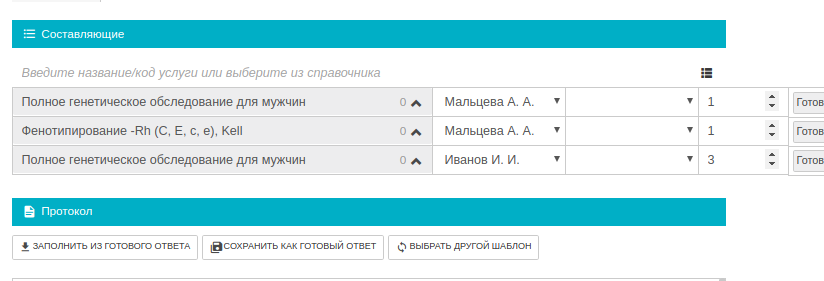 Составляющие
Введите название/код услуги или выберите из справочника
Полное генетическое обследование для мужчин 0 Мальцева А. А. 1 Готов
Фенотипирование -Rh (C, E, c, e), Kell 0 Мальцева А. А. 1 Готов
Полное генетическое обследование для мужчин 0 Иванов И. И. 3 Готов
Протокол
ЗАПОЛНИТЬ ИЗ ГОТОВОГО ОТВЕТА СОХРАНИТЬ КАК ГОТОВЫЙ ОТВЕТ ВЫБРАТЬ ДРУГОЙ ШАБЛОН